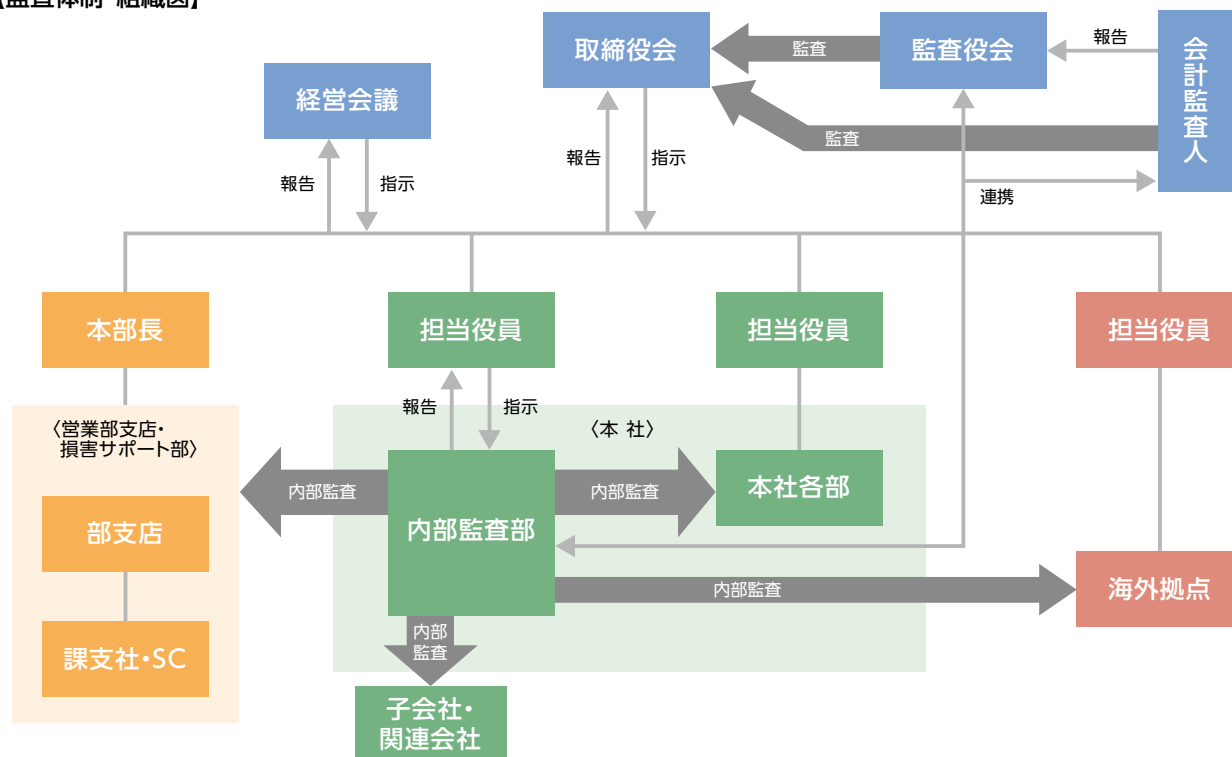 【監査体制・組織図】
取締役会
監査
監査役会
報告
会計監査人
経営会議
監査
報告
指示
報告
指示
連携
本部長
担当役員
担当役員
担当役員
報告
指示
〈営業部支店・
損害サポート部〉
〈本 社〉
内部監査
内部監査
本社各部
部支店
内部監査部
内部監査
海外拠点
内部
監査
課支社・SC
子会社・
関連会社